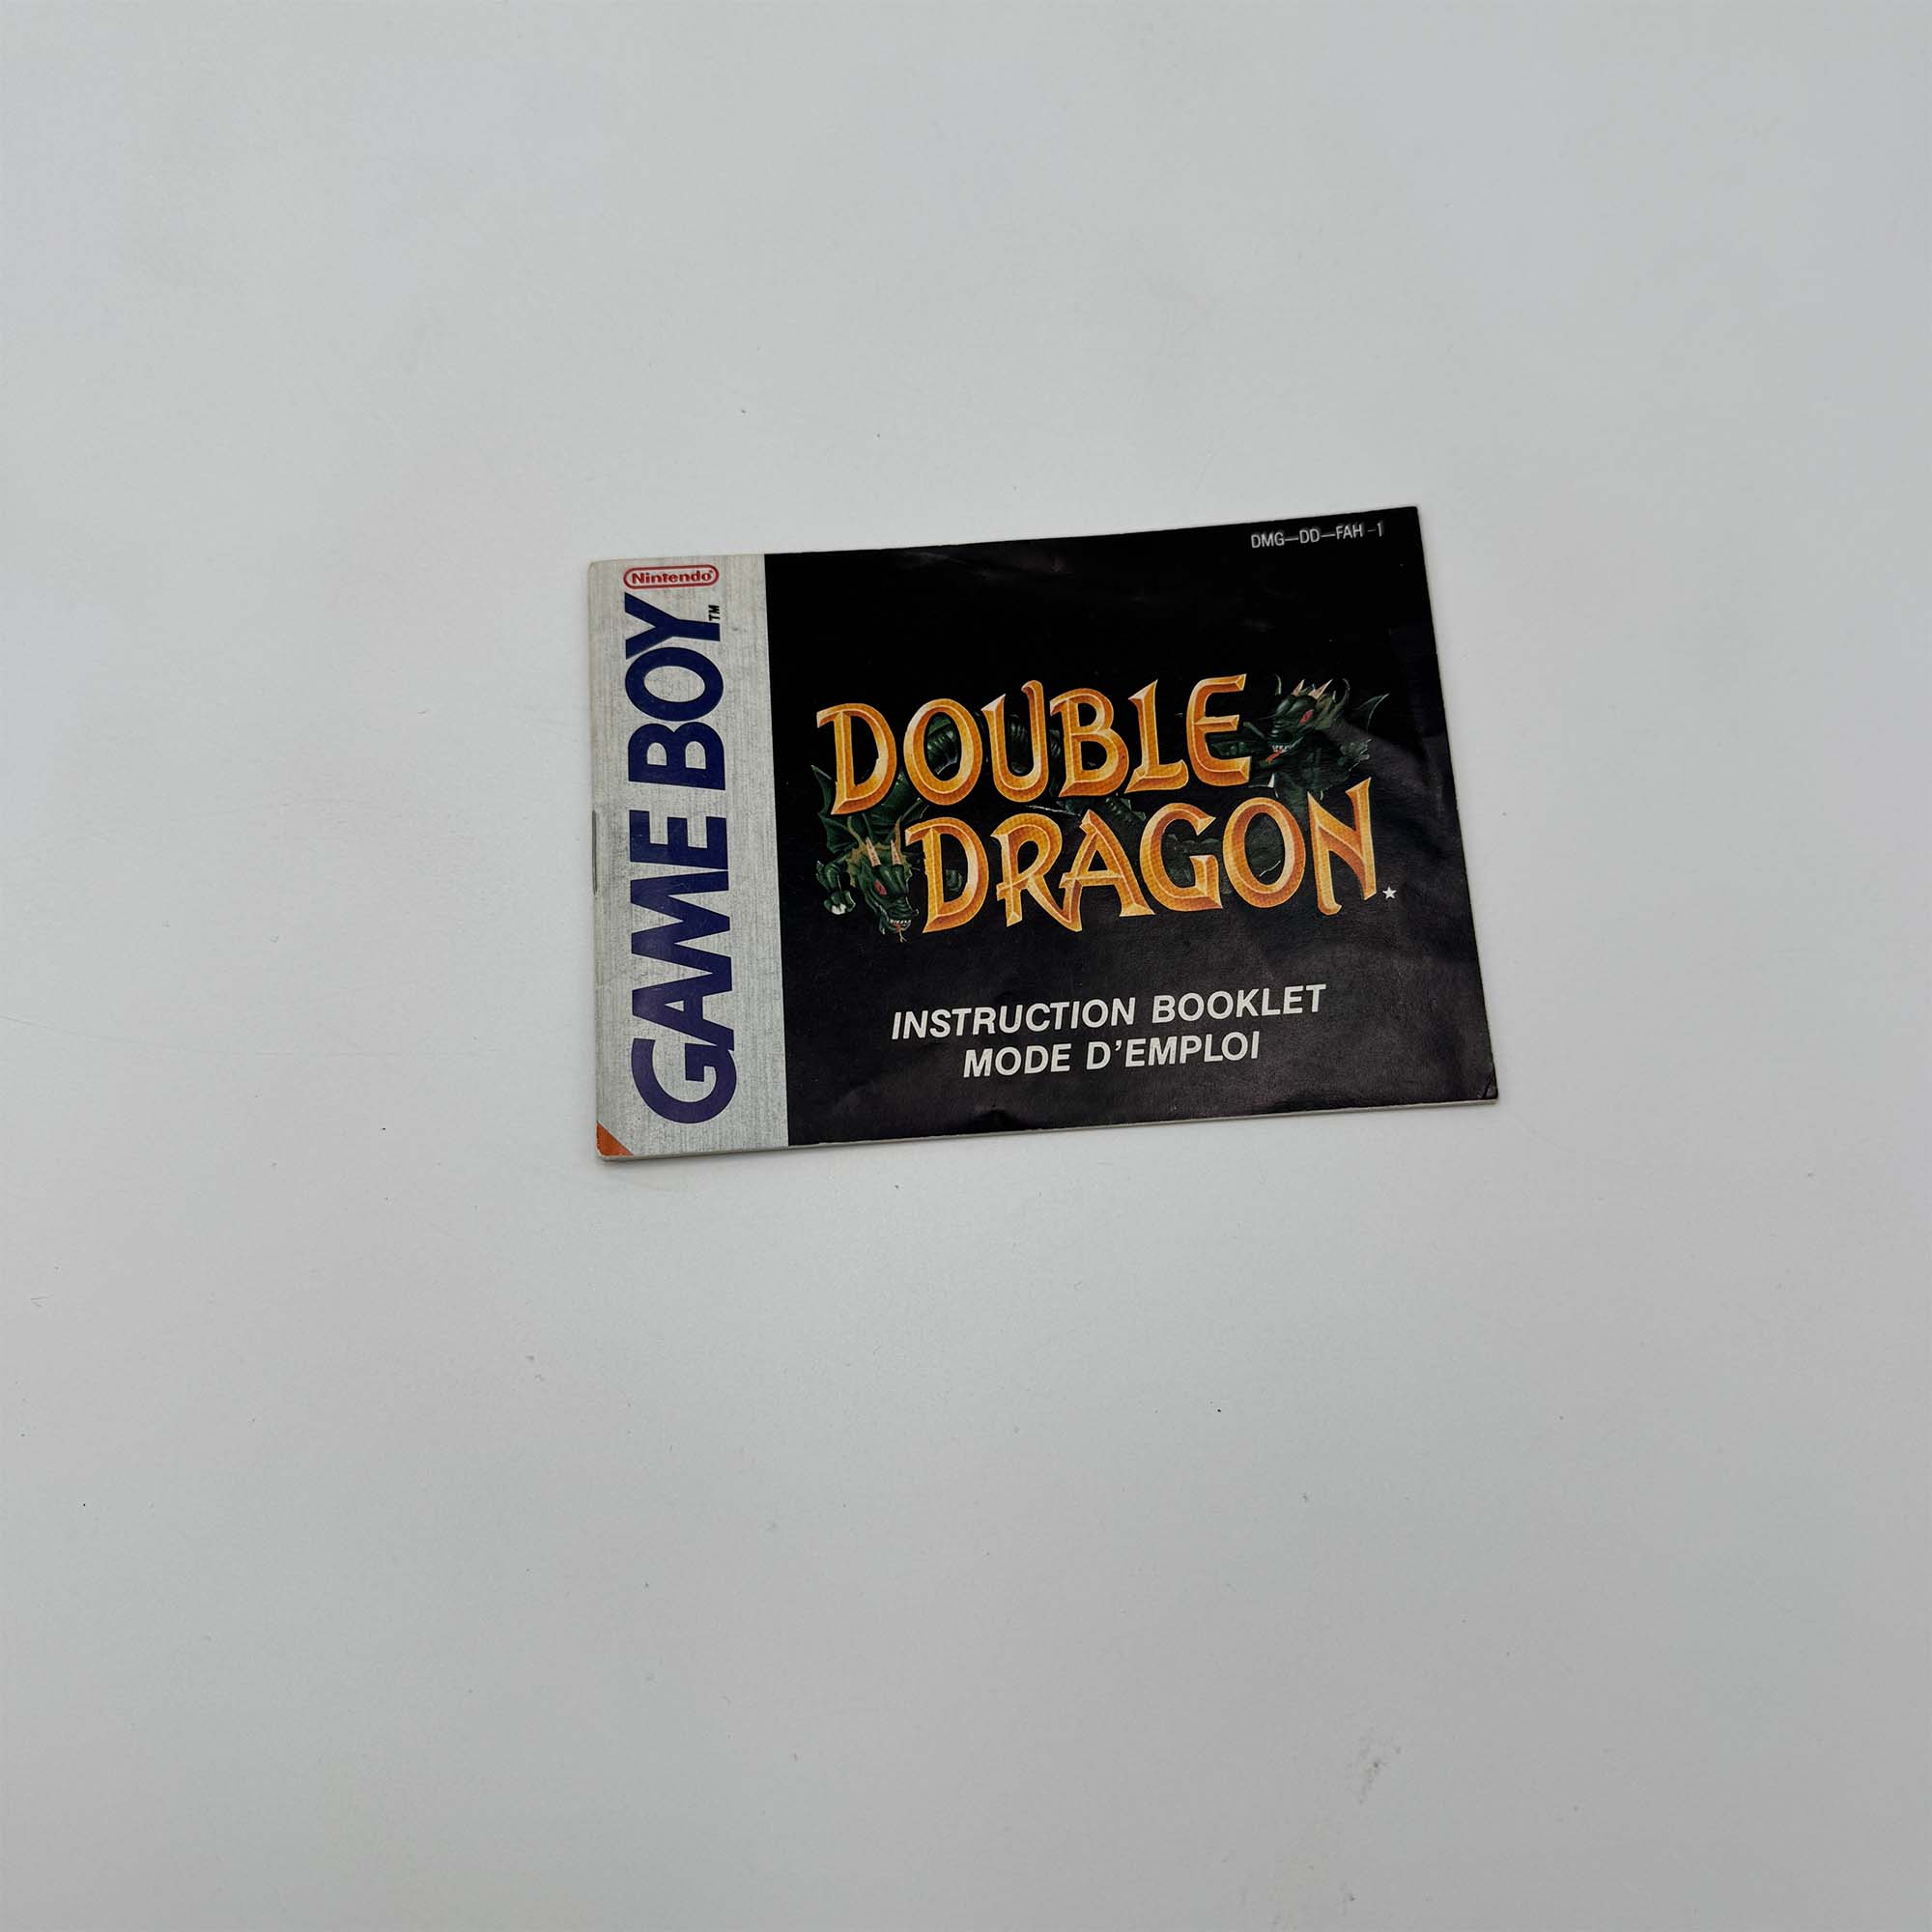 DMG-DD-FAH-1
Nintendo
GAME BOY™
DOUBLE
DRAGON
INSTRUCTION BOOKLET
MODE D'EMPLOI